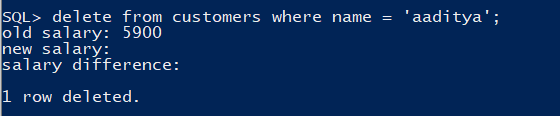 SQL> delete from customers where name = 'aaditya';
old salary: 5900
new salary:
salary difference:
1 row deleted.